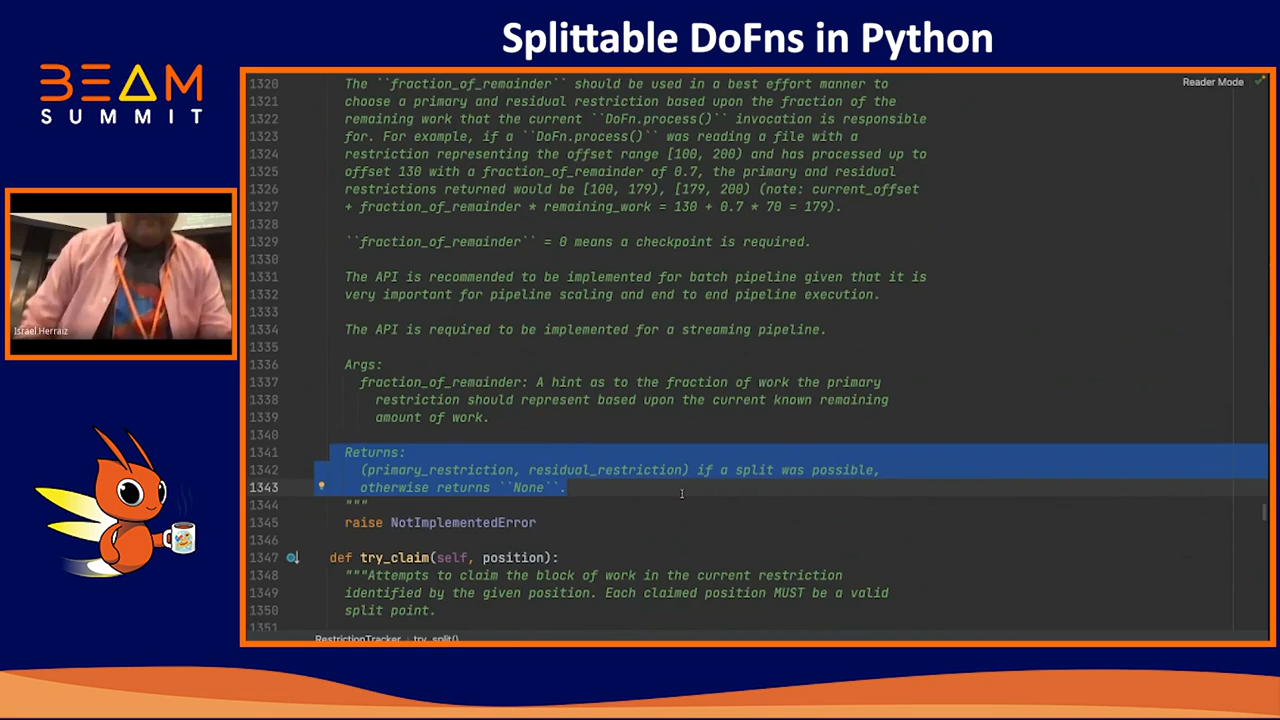 Splittable DoFns in Python
BEAM
SUMMIT
Israel Herraiz
Reader Mode
1320 The ``fraction_of_remainder`` should be used in a best effort manner to
1321 choose a primary and residual restriction based upon the fraction of the
1322 remaining work that the current ``DoFn.process()`` invocation is responsible
1323 for. For example, if a ``DoFn.process()`` was reading a file with a
1324 restriction representing the offset range [100, 200) and has processed up to
1325 offset 130 with a fraction_of_remainder of 0.7, the primary and residual
1326 restrictions returned would be [100, 179), [179, 200) (note: current_offset
1327 + fraction_of_remainder * remaining_work = 130 + 0.7 * 70 = 179).
1328
1329 ``fraction_of_remainder`` = 0 means a checkpoint is required.
1330
1331 The API is recommended to be implemented for batch pipeline given that it is
1332 very important for pipeline scaling and end to end pipeline execution.
1333
1334 The API is required to be implemented for a streaming pipeline.
1335
1336 Args:
1337 fraction_of_remainder: A hint as to the fraction of work the primary
1338 restriction should represent based upon the current known remaining
1339 amount of work.
1340
1341 Returns:
1342 (primary_restriction, residual_restriction) if a split was possible,
1343 otherwise returns ``None``.
1344 """
1345 raise NotImplementedError
1346
1347 def try_claim(self, position):
1348 """Attempts to claim the block of work in the current restriction
1349 identified by the given position. Each claimed position MUST be a valid
1350 split point.
1351
RestrictionTracker try_split()